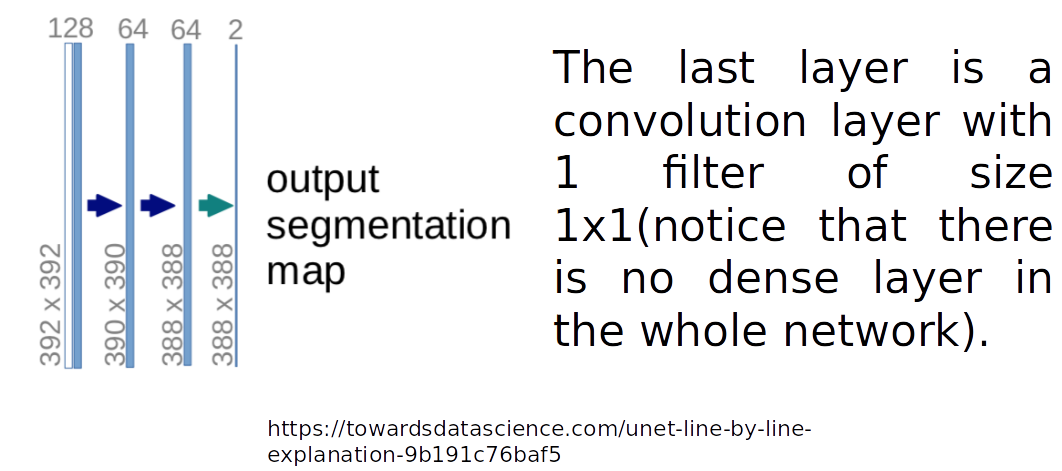 128 64 64 2
392 x 392
390 x 390
388 x 388
388 x 388
output
segmentation
map
The last layer is a
convolution layer with
1 filter of size
1x1(notice that there
is no dense layer in
the whole network).
https://towardsdatascience.com/unet-line-by-line-
explanation-9b191c76baf5